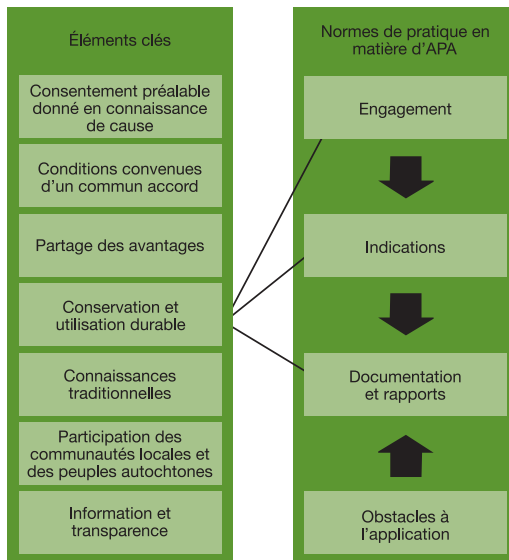 Éléments clés
Consentement préalable
donné en connaissance
de cause
Conditions convenues
d'un commun accord
Partage des avantages
Conservation et
utilisation durable
Connaissances
traditionnelles
Participation des
communautés locales et
des peuples autochtones
Information et
transparence
Normes de pratique en
matière d'APA
Engagement
Indications
Documentation
et rapports
Obstacles à
l'application